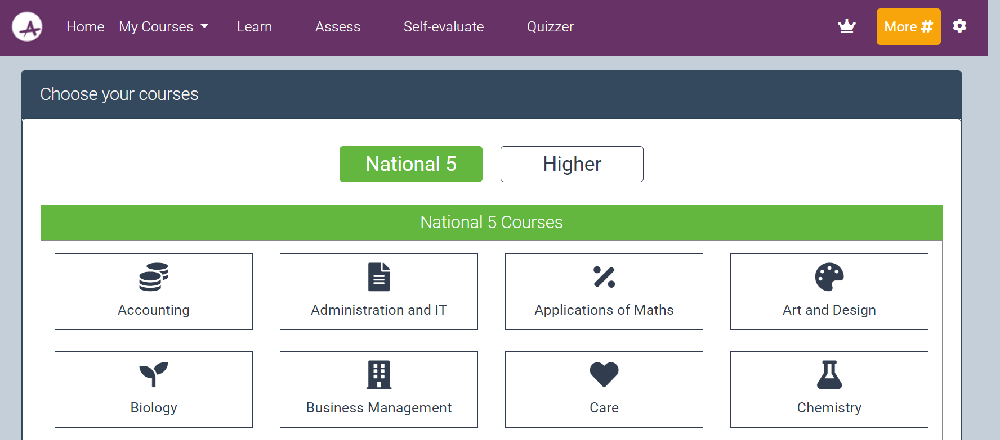 Home My Courses Learn Assess Self-evaluate Quizzer More #
Choose your courses
National 5 Higher
National 5 Courses
Accounting Administration and IT Applications of Maths Art and Design
Biology Business Management Care Chemistry